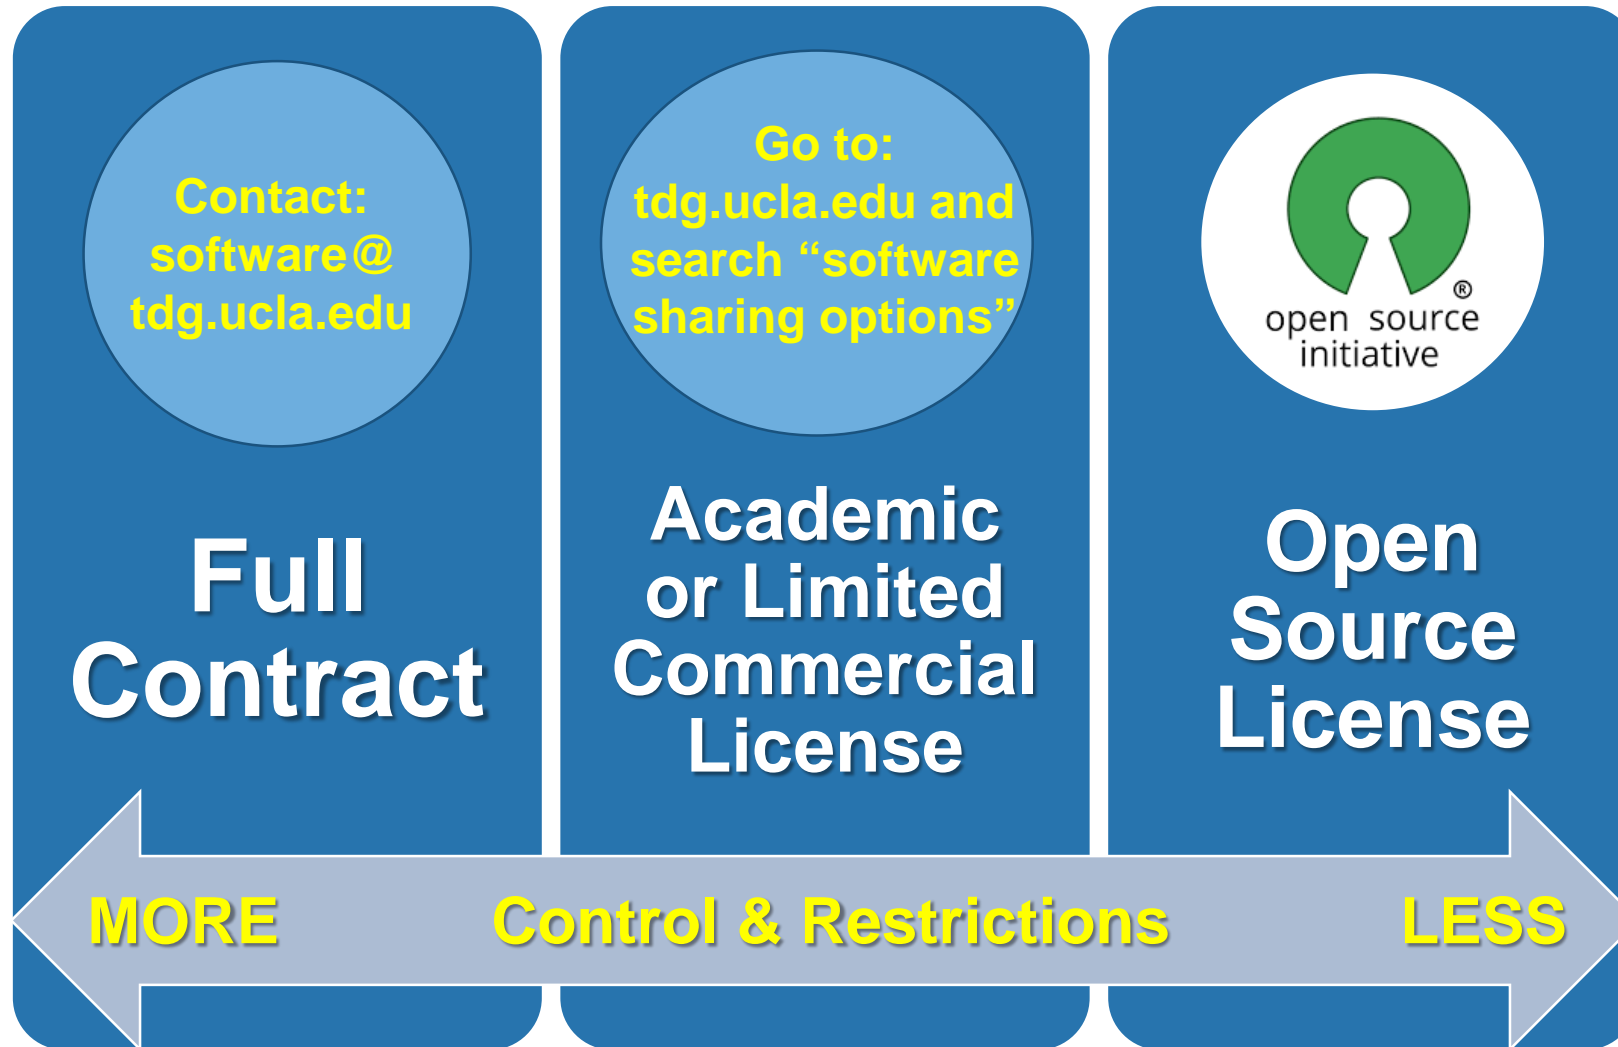 Contact:
software@
tdg.ucla.edu
Full
Contract
Go to:
tdg.ucla.edu and
search “software
sharing options”
Academic
or Limited
Commercial
License
®
open source
initiative
Open
Source
License
MORE
Control & Restrictions
LESS